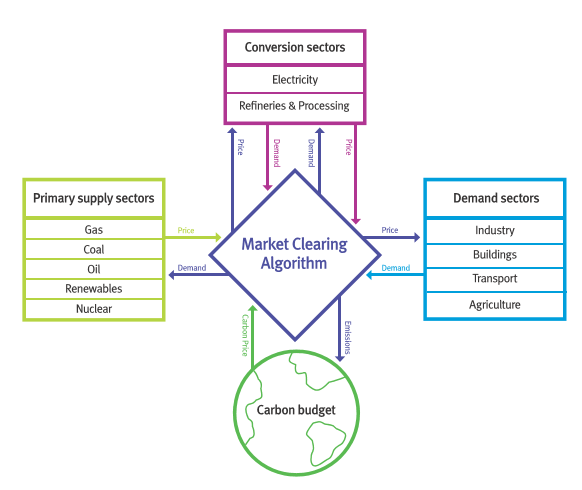 Conversion sectors
Electricity
Refineries & Processing
Price
Demand
Demand
Price
Primary supply sectors
Gas
Coal
Oil
Renewables
Nuclear
Price
Demand
Market Clearing
Algorithm
Price
Demand
Demand sectors
Industry
Buildings
Transport
Agriculture
Carbon Price
Emissions
Carbon budget